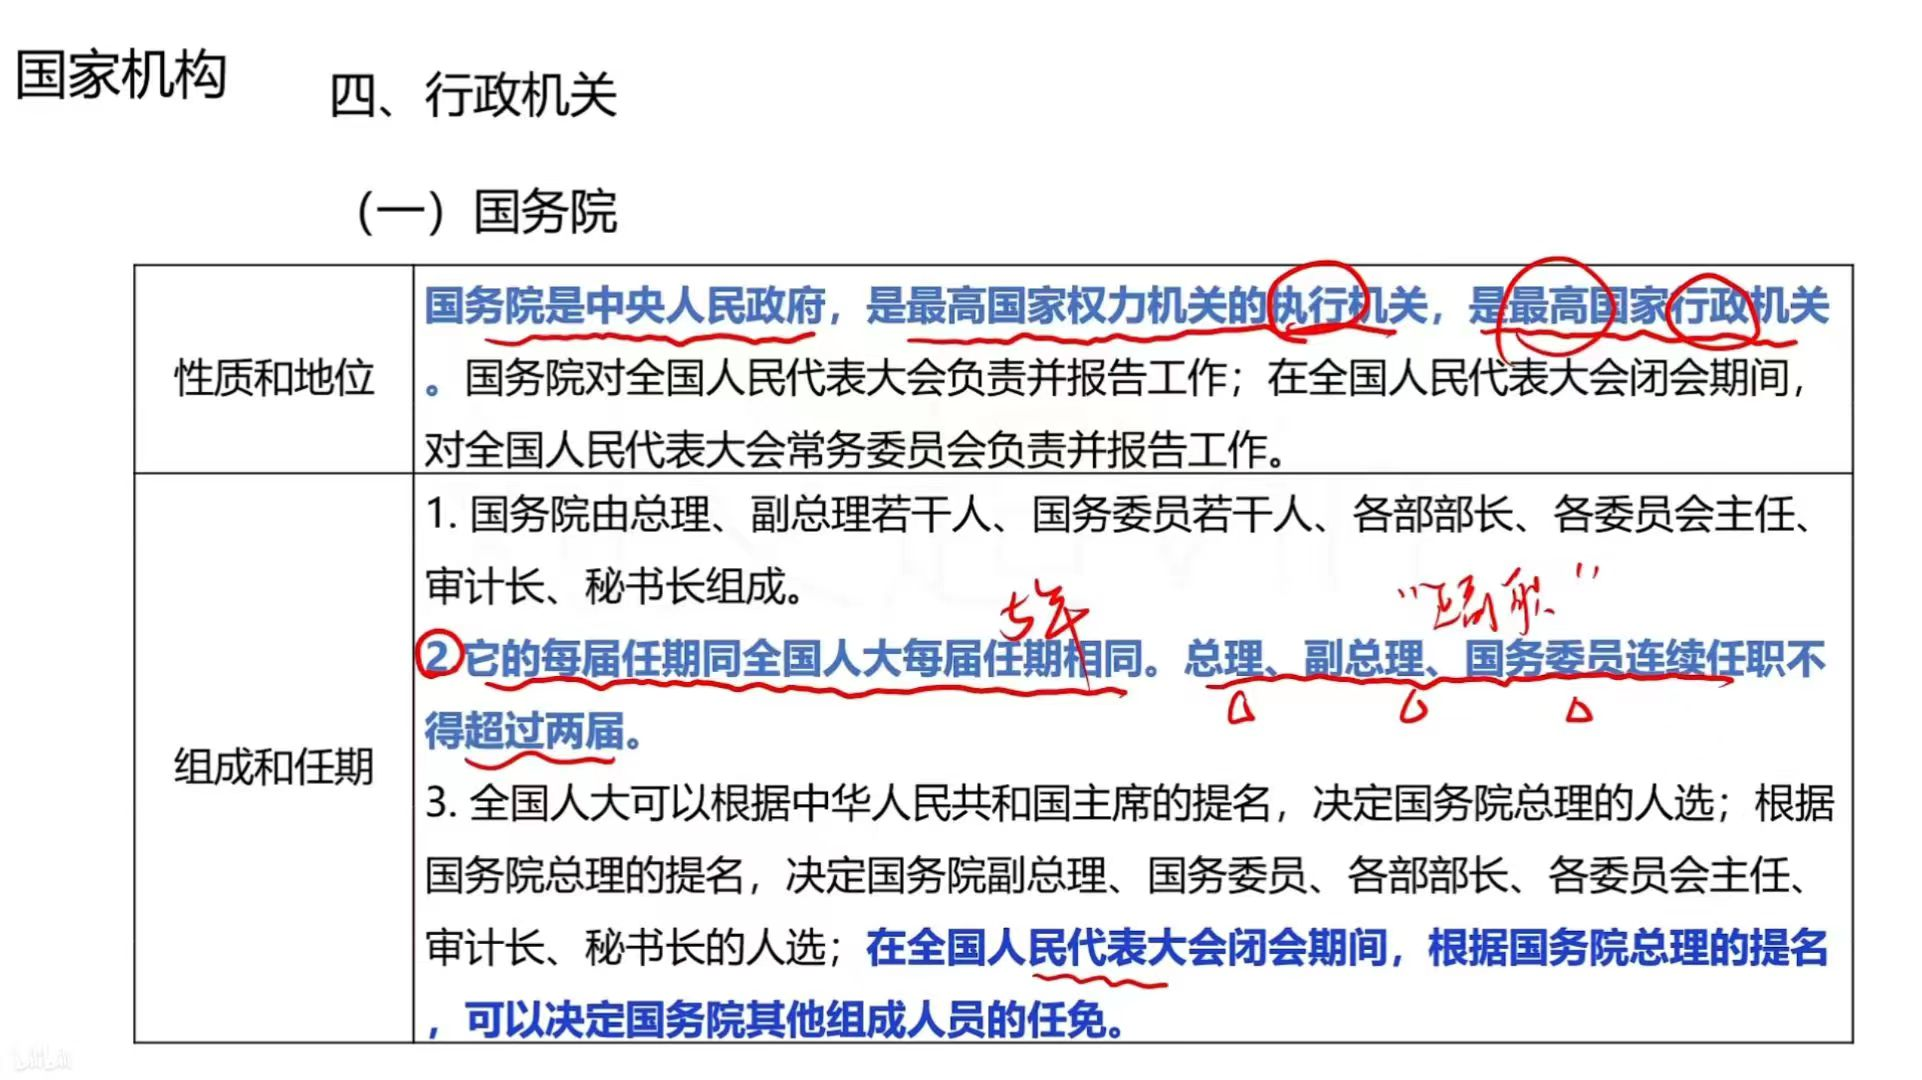 国家机构
四、行政机关
（一）国务院
性质和地位
国务院是中央人民政府，是最高国家权力机关的执行机关，是最高国家行政机关
。国务院对全国人民代表大会负责并报告工作；在全国人民代表大会闭会期间，
对全国人民代表大会常务委员会负责并报告工作。
组成和任期
1. 国务院由总理、副总理若干人、国务委员若干人、各部部长、各委员会主任、
审计长、秘书长组成。
5年
2.它的每届任期同全国人大每届任期相同。总理、副总理、国务委员连续任职不
得超过两届。
3. 全国人大可以根据中华人民共和国主席的提名，决定国务院总理的人选；根据
国务院总理的提名，决定国务院副总理、国务委员、各部部长、各委员会主任、
审计长、秘书长的人选；在全国人民代表大会闭会期间，根据国务院总理的提名
，可以决定国务院其他组成人员的任免。
bilibili